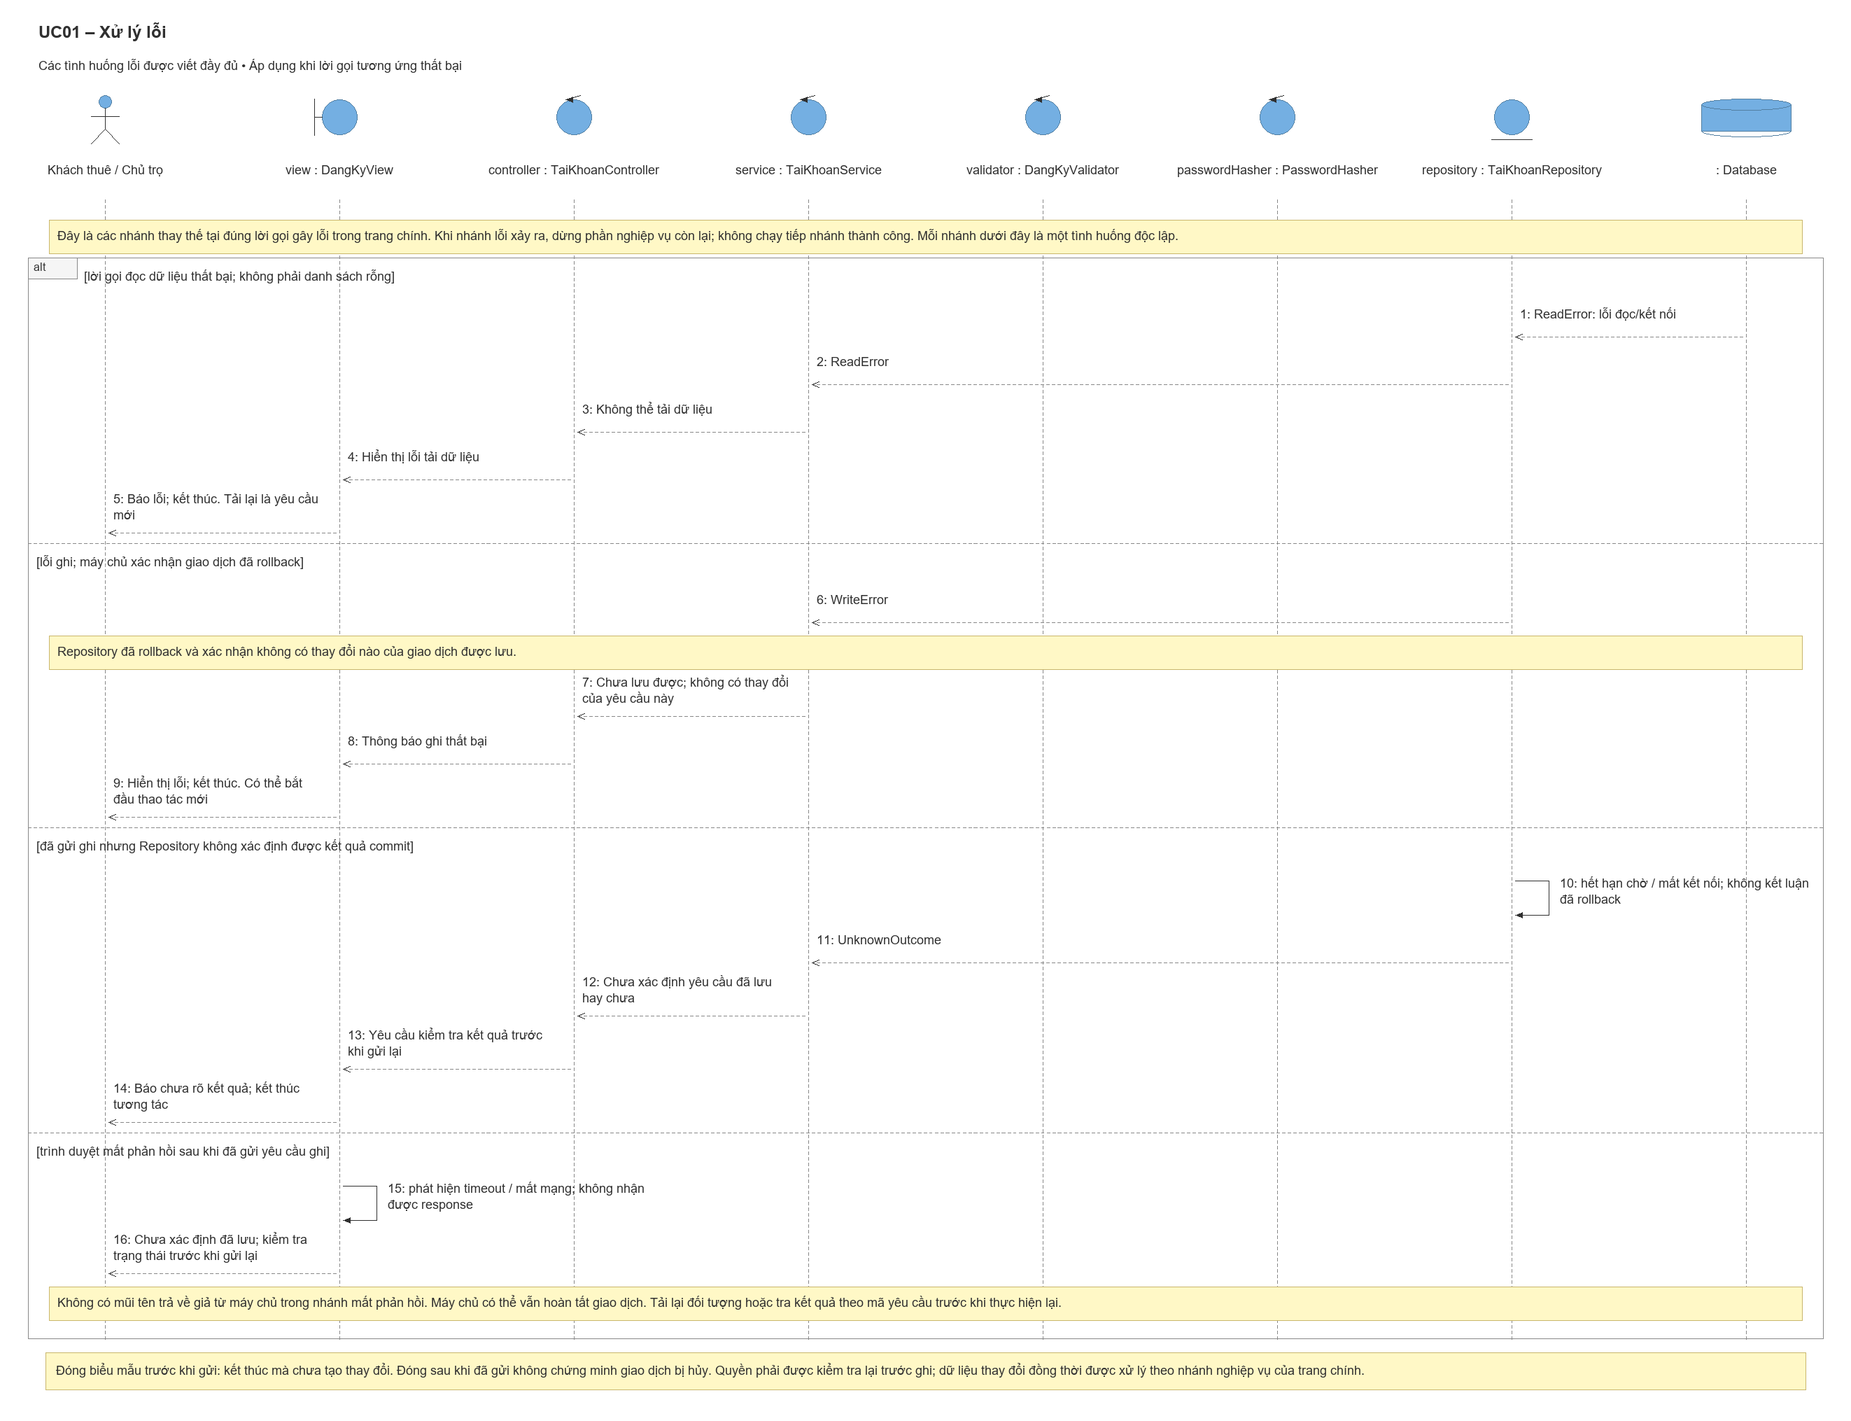 UC01 – Xử lý lỗi
Các tình huống lỗi được viết đầy đủ • Áp dụng khi lời gọi tương ứng thất bại
Khách thuê / Chủ trọ
view : DangKyView
controller : TaiKhoanController
service : TaiKhoanService
validator : DangKyValidator
passwordHasher : PasswordHasher
repository : TaiKhoanRepository
: Database
Đây là các nhánh thay thế tại đúng lời gọi gây lỗi trong trang chính. Khi nhánh lỗi xảy ra, dừng phần nghiệp vụ còn lại; không chạy tiếp nhánh thành công. Mỗi nhánh dưới đây là một tình huống độc lập.
alt
[lời gọi đọc dữ liệu thất bại; không phải danh sách rỗng]
1: ReadError: lỗi đọc/kết nối
2: ReadError
3: Không thể tải dữ liệu
4: Hiển thị lỗi tải dữ liệu
5: Báo lỗi; kết thúc. Tải lại là yêu cầu
mới
[lỗi ghi; máy chủ xác nhận giao dịch đã rollback]
6: WriteError
Repository đã rollback và xác nhận không có thay đổi nào của giao dịch được lưu.
7: Chưa lưu được; không có thay đổi
của yêu cầu này
8: Thông báo ghi thất bại
9: Hiển thị lỗi; kết thúc. Có thể bắt
đầu thao tác mới
[đã gửi ghi nhưng Repository không xác định được kết quả commit]
10: hết hạn chờ / mất kết nối; không kết luận
đã rollback
11: UnknownOutcome
12: Chưa xác định yêu cầu đã lưu
hay chưa
13: Yêu cầu kiểm tra kết quả trước
khi gửi lại
14: Báo chưa rõ kết quả; kết thúc
tương tác
[trình duyệt mất phản hồi sau khi đã gửi yêu cầu ghi]
15: phát hiện timeout / mất mạng; không nhận
được response
16: Chưa xác định đã lưu; kiểm tra
trạng thái trước khi gửi lại
Không có mũi tên trả về giả từ máy chủ trong nhánh mất phản hồi. Máy chủ có thể vẫn hoàn tất giao dịch. Tải lại đối tượng hoặc tra kết quả theo mã yêu cầu trước khi thực hiện lại.
Đóng biểu mẫu trước khi gửi: kết thúc mà chưa tạo thay đổi. Đóng sau khi đã gửi không chứng minh giao dịch bị hủy. Quyền phải được kiểm tra lại trước ghi; dữ liệu thay đổi đồng thời được xử lý theo nhánh nghiệp vụ của trang chính.